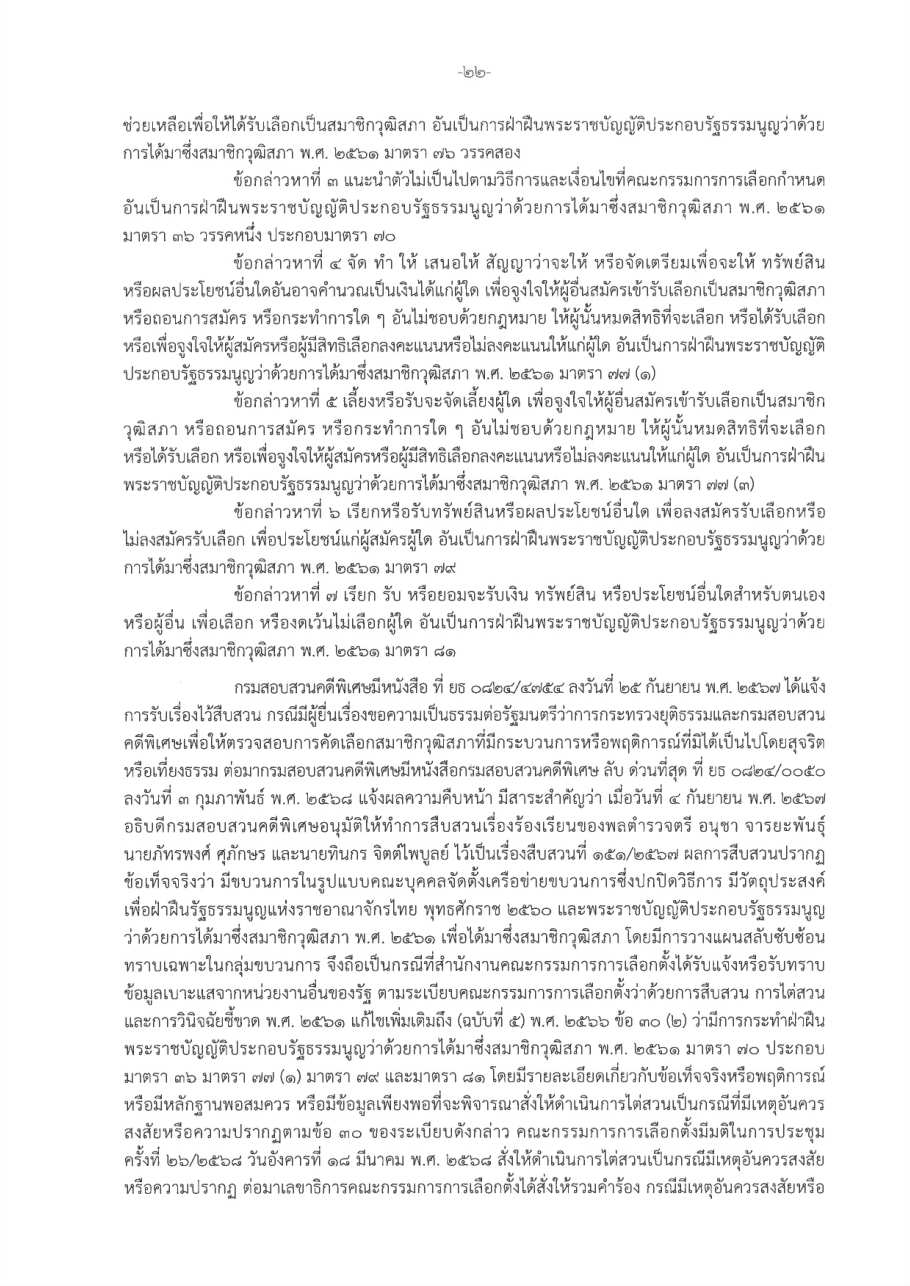 -๒๒-
ช่วยเหลือเพื่อให้ได้รับเลือกเป็นสมาชิกวุฒิสภา อันเป็นการฝ่าฝืนพระราชบัญญัติประกอบรัฐธรรมนูญว่าด้วย
การได้มาซึ่งสมาชิกวุฒิสภา พ.ศ. ๒๕๖๑ มาตรา ๗๖ วรรคสอง
ข้อกล่าวหาที่ ๓ แนะนำตัวไม่เป็นไปตามวิธีการและเงื่อนไขที่คณะกรรมการการเลือกกำหนด
อันเป็นการฝ่าฝืนพระราชบัญญัติประกอบรัฐธรรมนูญว่าด้วยการได้มาซึ่งสมาชิกวุฒิสภา พ.ศ. ๒๕๖๑
มาตรา ๓๖ วรรคหนึ่ง ประกอบมาตรา ๗๐
ข้อกล่าวหาที่ ๔ จัด ทำ ให้ เสนอให้ สัญญาว่าจะให้ หรือจัดเตรียมเพื่อจะให้ ทรัพย์สิน
หรือผลประโยชน์อื่นใดอันอาจคำนวณเป็นเงินได้แก่ผู้ใด เพื่อจูงใจให้ผู้อื่นสมัครเข้ารับเลือกเป็นสมาชิกวุฒิสภา
หรือถอนการสมัคร หรือกระทำการใด ๆ อันไม่ชอบด้วยกฎหมาย ให้ผู้นั้นหมดสิทธิที่จะเลือก หรือได้รับเลือก
หรือเพื่อจูงใจให้ผู้สมัครหรือผู้มีสิทธิเลือกลงคะแนนหรือไม่ลงคะแนนให้แก่ผู้ใด อันเป็นการฝ่าฝืนพระราชบัญญัติ
ประกอบรัฐธรรมนูญว่าด้วยการได้มาซึ่งสมาชิกวุฒิสภา พ.ศ. ๒๕๖๑ มาตรา ๗๗ (๑)
ข้อกล่าวหาที่ ๕ เลี้ยงหรือรับจะจัดเลี้ยงผู้ใด เพื่อจูงใจให้ผู้อื่นสมัครเข้ารับเลือกเป็นสมาชิก
วุฒิสภา หรือถอนการสมัคร หรือกระทำการใด ๆ อันไม่ชอบด้วยกฎหมาย ให้ผู้นั้นหมดสิทธิที่จะเลือก
หรือได้รับเลือก หรือเพื่อจูงใจให้ผู้สมัครหรือผู้มีสิทธิเลือกลงคะแนนหรือไม่ลงคะแนนให้แก่ผู้ใด อันเป็นการฝ่าฝืน
พระราชบัญญัติประกอบรัฐธรรมนูญว่าด้วยการได้มาซึ่งสมาชิกวุฒิสภา พ.ศ. ๒๕๖๑ มาตรา ๗๗ (๓)
ข้อกล่าวหาที่ ๖ เรียกหรือรับทรัพย์สินหรือผลประโยชน์อื่นใด เพื่อลงสมัครรับเลือกหรือ
ไม่ลงสมัครรับเลือก เพื่อประโยชน์แก่ผู้สมัครผู้ใด อันเป็นการฝ่าฝืนพระราชบัญญัติประกอบรัฐธรรมนูญว่าด้วย
การได้มาซึ่งสมาชิกวุฒิสภา พ.ศ. ๒๕๖๑ มาตรา ๗๙
ข้อกล่าวหาที่ ๗ เรียก รับ หรือยอมจะรับเงิน ทรัพย์สิน หรือประโยชน์อื่นใดสำหรับตนเอง
หรือผู้อื่น เพื่อเลือก หรืองดเว้นไม่เลือกผู้ใด อันเป็นการฝ่าฝืนพระราชบัญญัติประกอบรัฐธรรมนูญว่าด้วย
การได้มาซึ่งสมาชิกวุฒิสภา พ.ศ. ๒๕๖๑ มาตรา ๘๑
กรมสอบสวนคดีพิเศษมีหนังสือ ที่ ยธ ๐๘๒๔/๔๗๕๔ ลงวันที่ ๒๕ กันยายน พ.ศ. ๒๕๖๗ ได้แจ้ง
การรับเรื่องไว้สืบสวน กรณีมีผู้ยื่นเรื่องขอความเป็นธรรมต่อรัฐมนตรีว่าการกระทรวงยุติธรรมและกรมสอบสวน
คดีพิเศษเพื่อให้ตรวจสอบการคัดเลือกสมาชิกวุฒิสภาที่มีกระบวนการหรือพฤติการณ์ที่มิได้เป็นไปโดยสุจริต
หรือเที่ยงธรรม ต่อมากรมสอบสวนคดีพิเศษมีหนังสือกรมสอบสวนคดีพิเศษ ลับ ด่วนที่สุด ที่ ยธ ๐๘๒๔/๐๐๕๐
ลงวันที่ ๓ กุมภาพันธ์ พ.ศ. ๒๕๖๘ แจ้งผลความคืบหน้า มีสาระสำคัญว่า เมื่อวันที่ ๔ กันยายน พ.ศ. ๒๕๖๗
อธิบดีกรมสอบสวนคดีพิเศษอนุมัติให้ทำการสืบสวนเรื่องร้องเรียนของพลตำรวจตรี อนุชา จารยะพันธุ์
นายภัทรพงศ์ ศุภักษร และนายทินกร จิตต์ไพบูลย์ ไว้เป็นเรื่องสืบสวนที่ ๑๕๑/๒๕๖๗ ผลการสืบสวนปรากฏ
ข้อเท็จจริงว่า มีขบวนการในรูปแบบคณะบุคคลจัดตั้งเครือข่ายขบวนการซึ่งปกปิดวิธีการ มีวัตถุประสงค์
เพื่อฝ่าฝืนรัฐธรรมนูญแห่งราชอาณาจักรไทย พุทธศักราช ๒๕๖๐ และพระราชบัญญัติประกอบรัฐธรรมนูญ
ว่าด้วยการได้มาซึ่งสมาชิกวุฒิสภา พ.ศ. ๒๕๖๑ เพื่อได้มาซึ่งสมาชิกวุฒิสภา โดยมีการวางแผนสลับซับซ้อน
ทราบเฉพาะในกลุ่มขบวนการ จึงถือเป็นกรณีที่สำนักงานคณะกรรมการการเลือกตั้งได้รับแจ้งหรือรับทราบ
ข้อมูลเบาะแสจากหน่วยงานอื่นของรัฐ ตามระเบียบคณะกรรมการการเลือกตั้งว่าด้วยการสืบสวน การไต่สวน
และการวินิจฉัยชี้ขาด พ.ศ. ๒๕๖๑ แก้ไขเพิ่มเติมถึง (ฉบับที่ ๕) พ.ศ. ๒๕๖๖ ข้อ ๓๐ (๒) ว่ามีการกระทำฝ่าฝืน
พระราชบัญญัติประกอบรัฐธรรมนูญว่าด้วยการได้มาซึ่งสมาชิกวุฒิสภา พ.ศ. ๒๕๖๑ มาตรา ๗๐ ประกอบ
มาตรา ๓๖ มาตรา ๗๗ (๑) มาตรา ๗๙ และมาตรา ๘๑ โดยมีรายละเอียดเกี่ยวกับข้อเท็จจริงหรือพฤติการณ์
หรือมีหลักฐานพอสมควร หรือมีข้อมูลเพียงพอที่จะพิจารณาสั่งให้ดำเนินการไต่สวนเป็นกรณีที่มีเหตุอันควร
สงสัยหรือความปรากฏตามข้อ ๓๐ ของระเบียบดังกล่าว คณะกรรมการการเลือกตั้งมีมติในการประชุม
ครั้งที่ ๒๖/๒๕๖๘ วันอังคารที่ ๑๘ มีนาคม พ.ศ. ๒๕๖๘ สั่งให้ดำเนินการไต่สวนเป็นกรณีมีเหตุอันควรสงสัย
หรือความปรากฏ ต่อมาเลขาธิการคณะกรรมการการเลือกตั้งได้สั่งให้รวมคำร้อง กรณีมีเหตุอันควรสงสัยหรือ